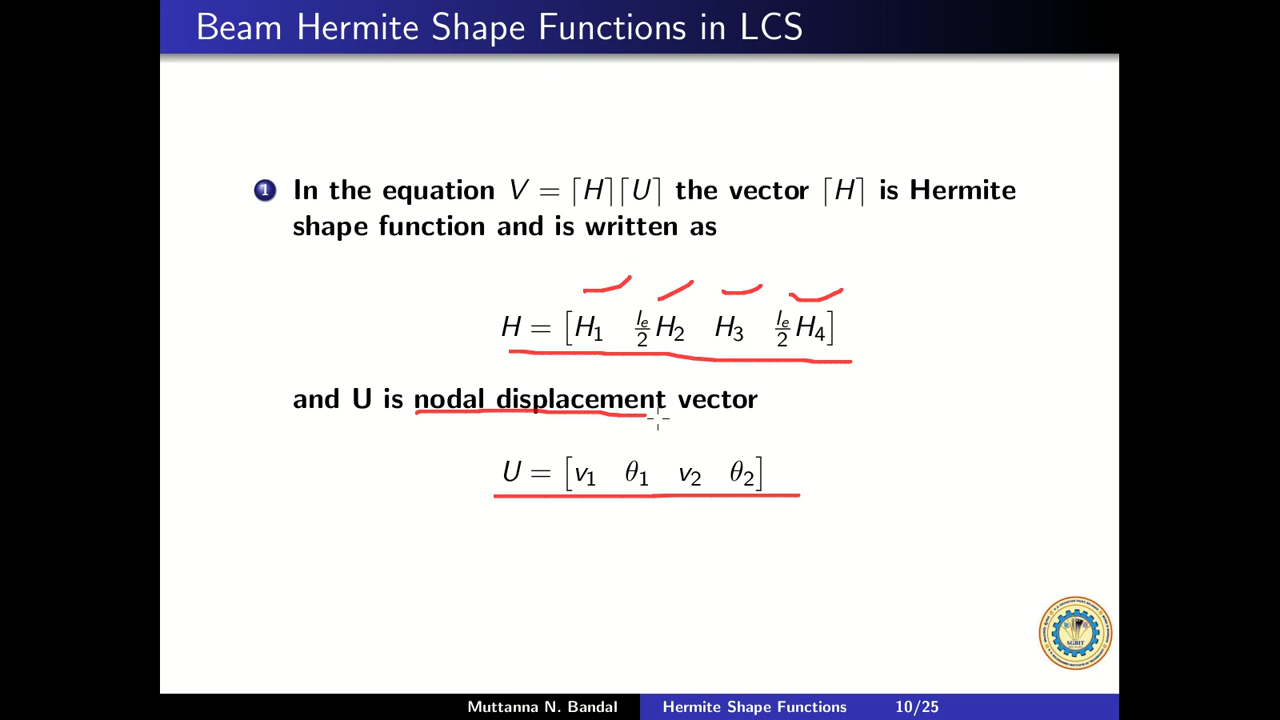 Beam Hermite Shape Functions in LCS
1 In the equation V = ⌈H⌉⌈U⌉ the vector ⌈H⌉ is Hermite
shape function and is written as
H = [H₁ lₑ/2 H₂ H₃ lₑ/2 H₄]
and U is nodal displacement vector
U = [v₁ θ₁ v₂ θ₂]
SGBIT
Muttanna N. Bandal Hermite Shape Functions 10/25